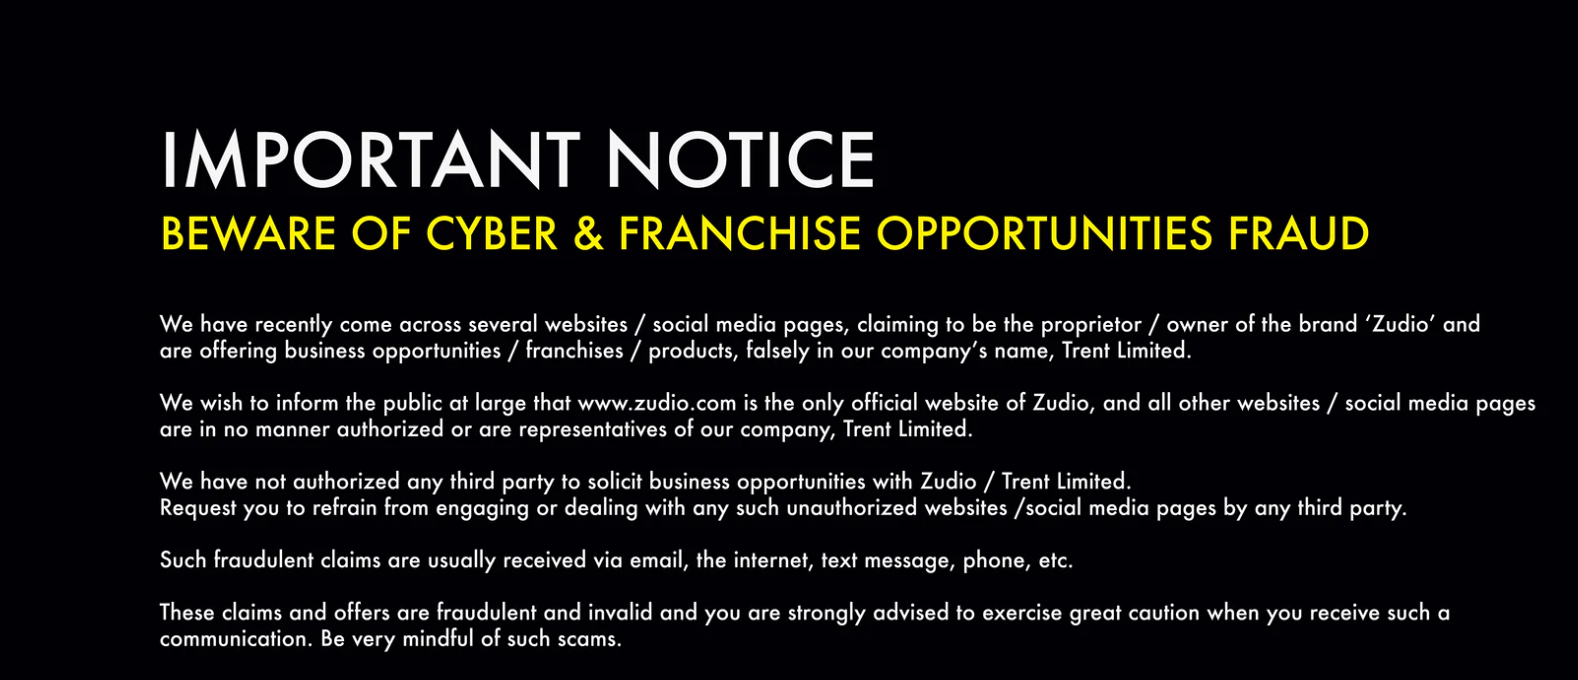 IMPORTANT NOTICE
BEWARE OF CYBER & FRANCHISE OPPORTUNITIES FRAUD
We have recently come across several websites / social media pages, claiming to be the proprietor / owner of the brand ‘Zudio’ and
are offering business opportunities / franchises / products, falsely in our company’s name, Trent Limited.
We wish to inform the public at large that www.zudio.com is the only official website of Zudio, and all other websites / social media pages
are in no manner authorized or are representatives of our company, Trent Limited.
We have not authorized any third party to solicit business opportunities with Zudio / Trent Limited.
Request you to refrain from engaging or dealing with any such unauthorized websites /social media pages by any third party.
Such fraudulent claims are usually received via email, the internet, text message, phone, etc.
These claims and offers are fraudulent and invalid and you are strongly advised to exercise great caution when you receive such a
communication. Be very mindful of such scams.